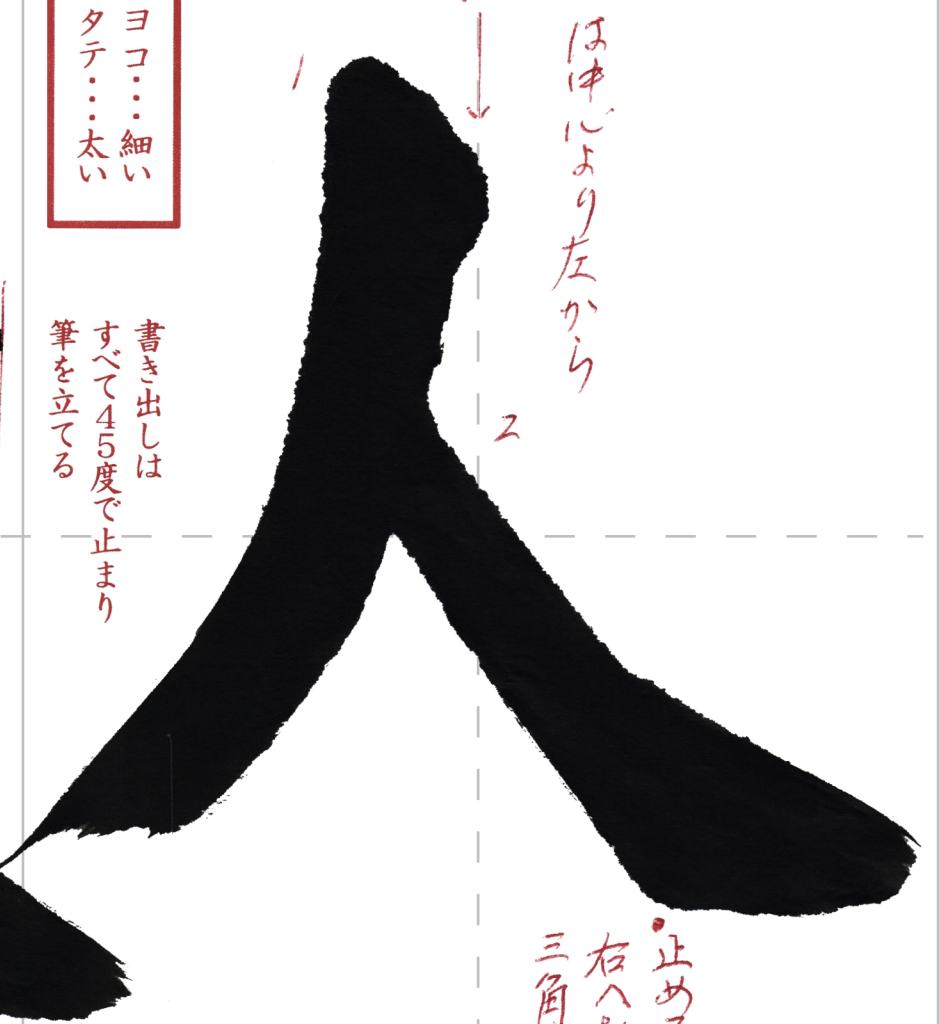 は中心より左から
1
2
人
ヨコ・・・細い
タテ・・・・太い
書き出しは
すべて45度で止まり
筆を立てる
止め
右へ
三角